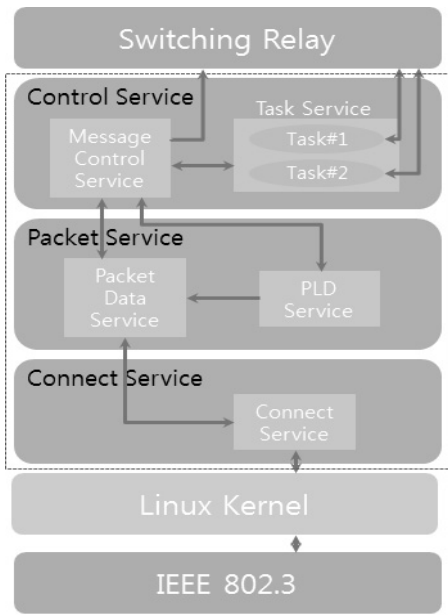 Switching Relay
Control Service
Task Service
Message
Control
Service
Task#1
Task#2
Packet Service
Packet
Data
Service
PLD
Service
Connect Service
Connect
Service
Linux Kernel
IEEE 802.3